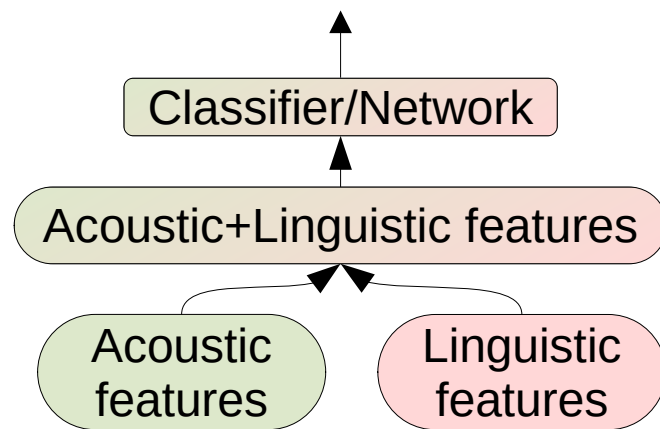 Classifier/Network
Acoustic+Linguistic features
Acoustic
features
Linguistic
features